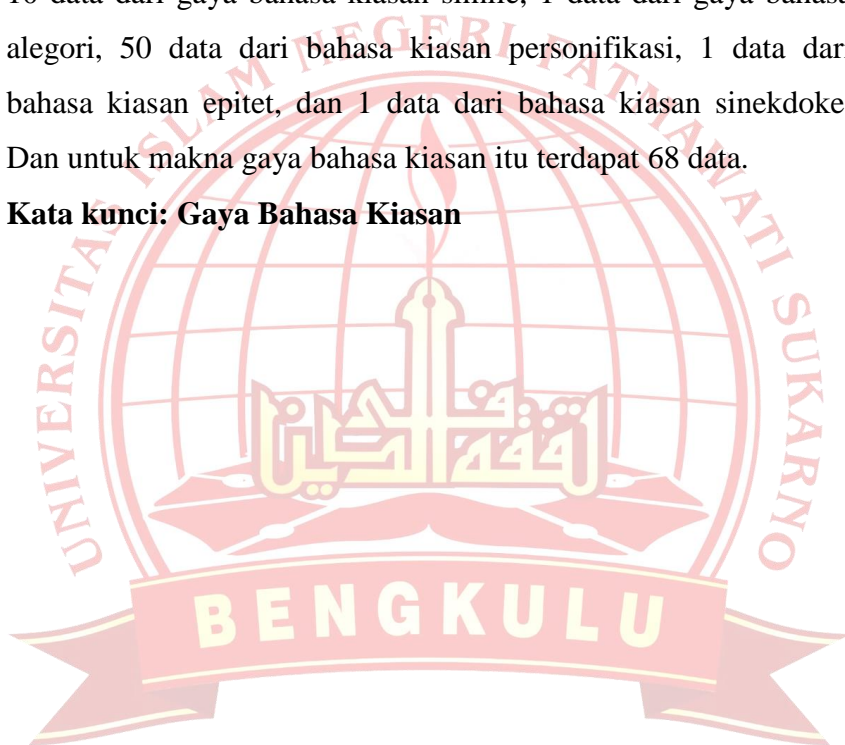 10 data dari gaya bahasa kiasan simile, 1 data dari gaya bahasa
alegori, 50 data dari bahasa kiasan personifikasi, 1 data dari
bahasa kiasan epitet, dan 1 data dari bahasa kiasan sinekdoke
Dan untuk makna gaya bahasa kiasan itu terdapat 68 data.
Kata kunci: Gaya Bahasa Kiasan
UNIVERSITAS ISLAM NEGERI FATMAWATI SUKARNO
BENGKULU